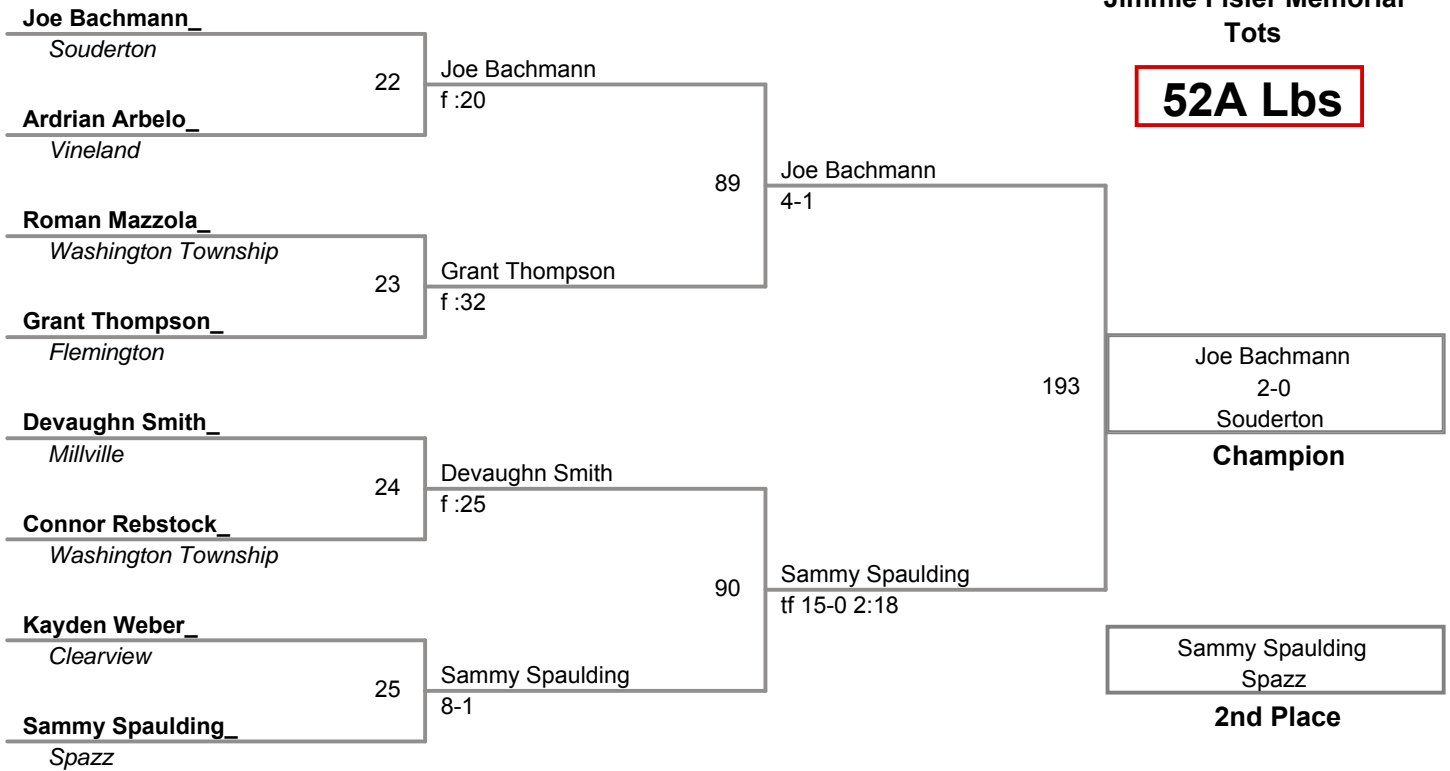 Jimmie Fisler Memorial
Tots
52A Lbs
Joe Bachmann_
Souderton
22
Joe Bachmann
f :20
Ardrian Arbelo_
Vineland
89
Joe Bachmann
4-1
Roman Mazzola_
Washington Township
23
Grant Thompson
f :32
Grant Thompson_
Flemington
193
Joe Bachmann
2-0
Souderton
Champion
Devaughn Smith_
Millville
24
Devaughn Smith
f :25
Connor Rebstock_
Washington Township
90
Sammy Spaulding
tf 15-0 2:18
Kayden Weber_
Clearview
25
Sammy Spaulding
8-1
Sammy Spaulding_
Spazz
Sammy Spaulding
Spazz
2nd Place